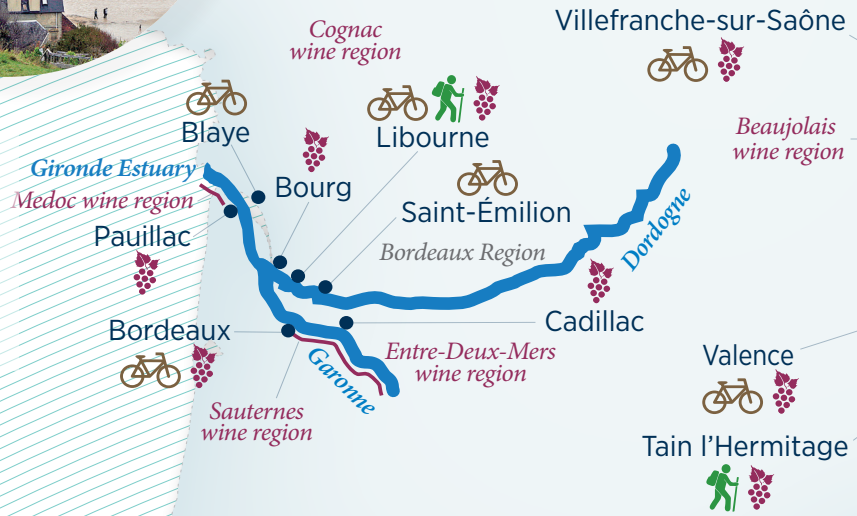 Cognac
wine region
Villefranche-sur-Saône
Blaye
Libourne
Beaujolais
wine region
Gironde Estuary
Medoc wine region
Bourg
Saint-Émilion
Pauillac
Bordeaux Region
Dordogne
Bordeaux
Cadillac
Garonne
Entre-Deux-Mers
wine region
Valence
Sauternes
wine region
Tain l'Hermitage